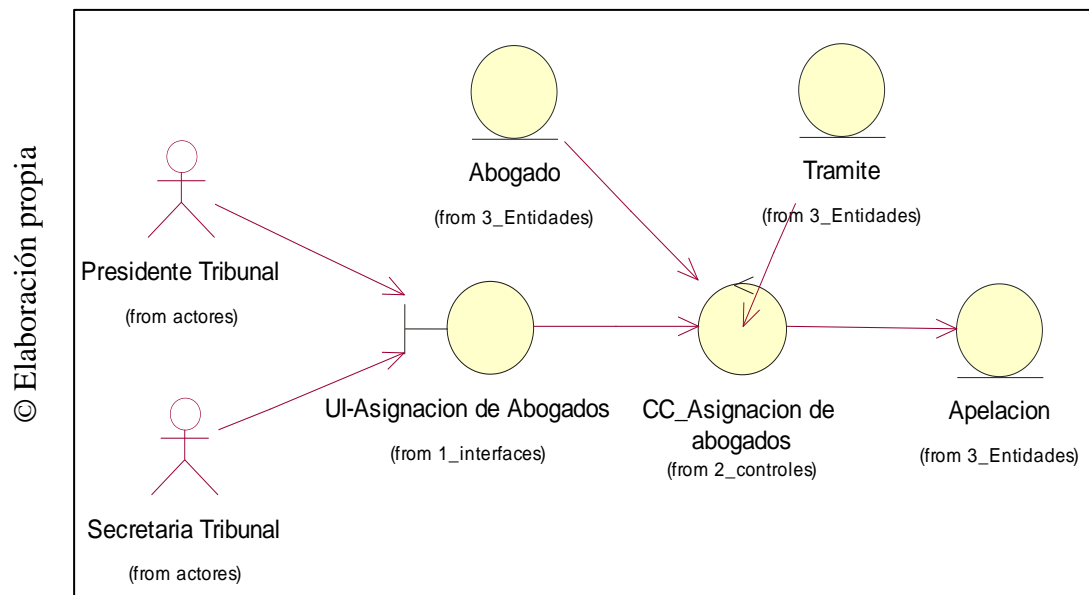 © Elaboración propia
Abogado
(from 3_Entidades)
Tramite
(from 3_Entidades)
Presidente Tribunal
(from actores)
UI-Asignacion de Abogados
(from 1_interfaces)
CC_Asignacion de
abogados
(from 2_controles)
Apelacion
(from 3_Entidades)
Secretaria Tribunal
(from actores)